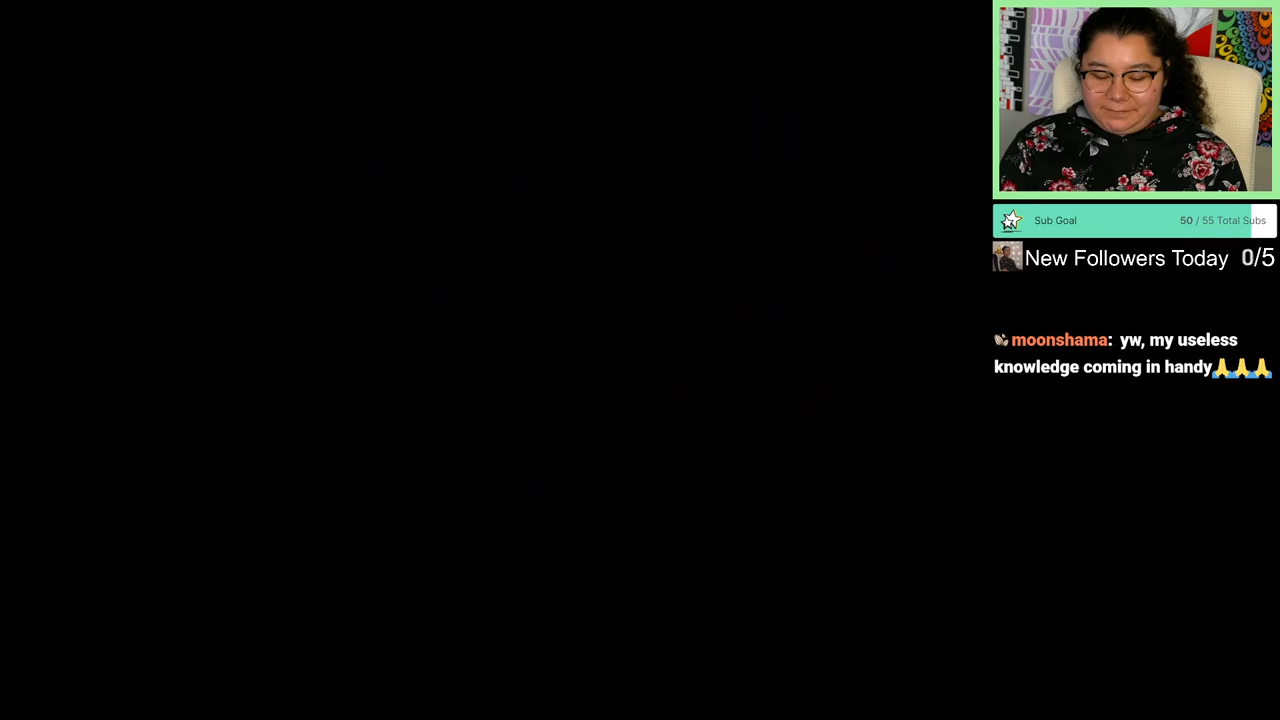 Sub Goal 50 / 55 Total Subs
New Followers Today 0/5
moonshama: yw, my useless
knowledge coming in handy🙏🙏🙏